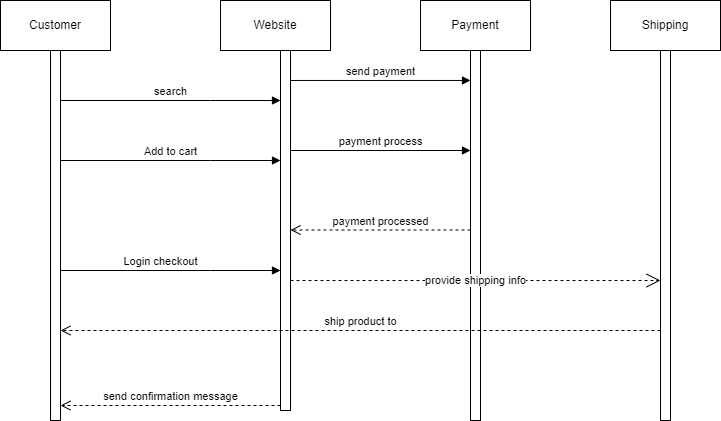 Customer
Website
Payment
Shipping
send payment
search
payment process
Add to cart
payment processed
Login checkout
provide shipping info
ship product to
send confirmation message